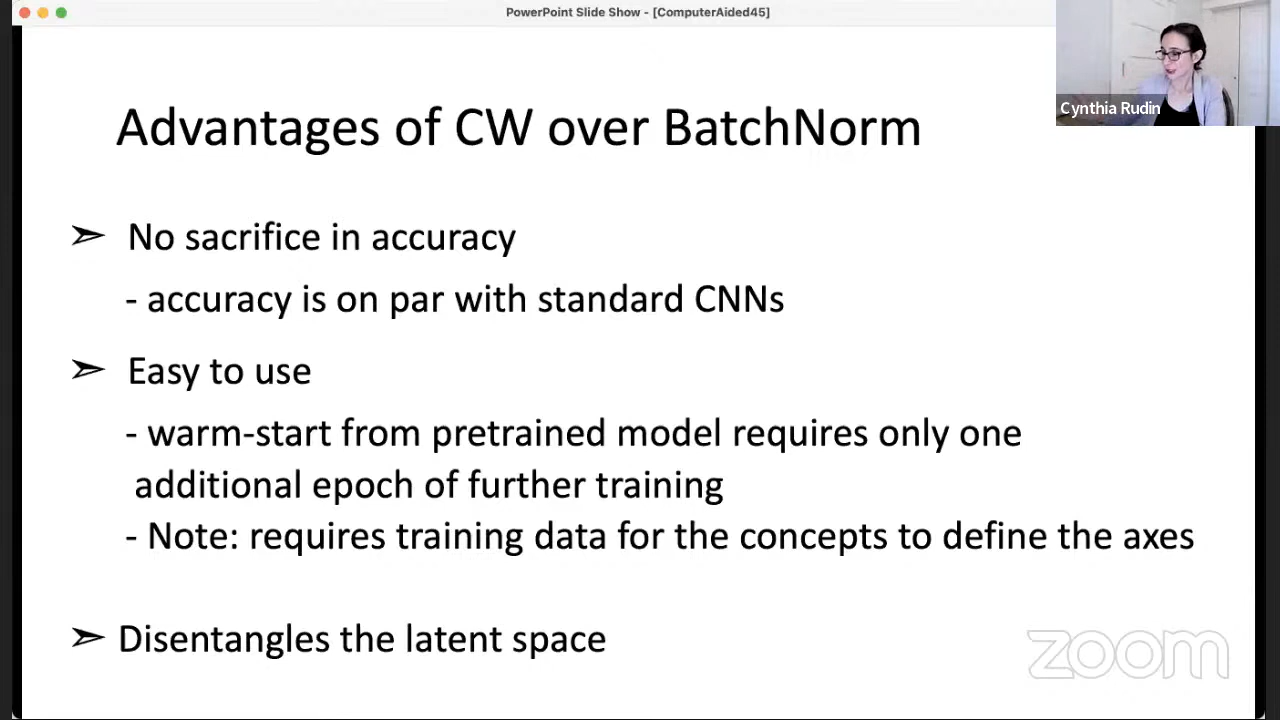 PowerPoint Slide Show - [ComputerAided45]
Cynthia Rudin
Advantages of CW over BatchNorm
➢ No sacrifice in accuracy
- accuracy is on par with standard CNNs
➢ Easy to use
- warm-start from pretrained model requires only one
additional epoch of further training
- Note: requires training data for the concepts to define the axes
➢ Disentangles the latent space
zoom